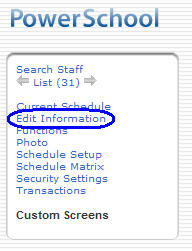 PowerSchool
Search Staff
List (31)
Current Schedule
Edit Information
Functions
Photo
Schedule Setup
Schedule Matrix
Security Settings
Transactions
Custom Screens